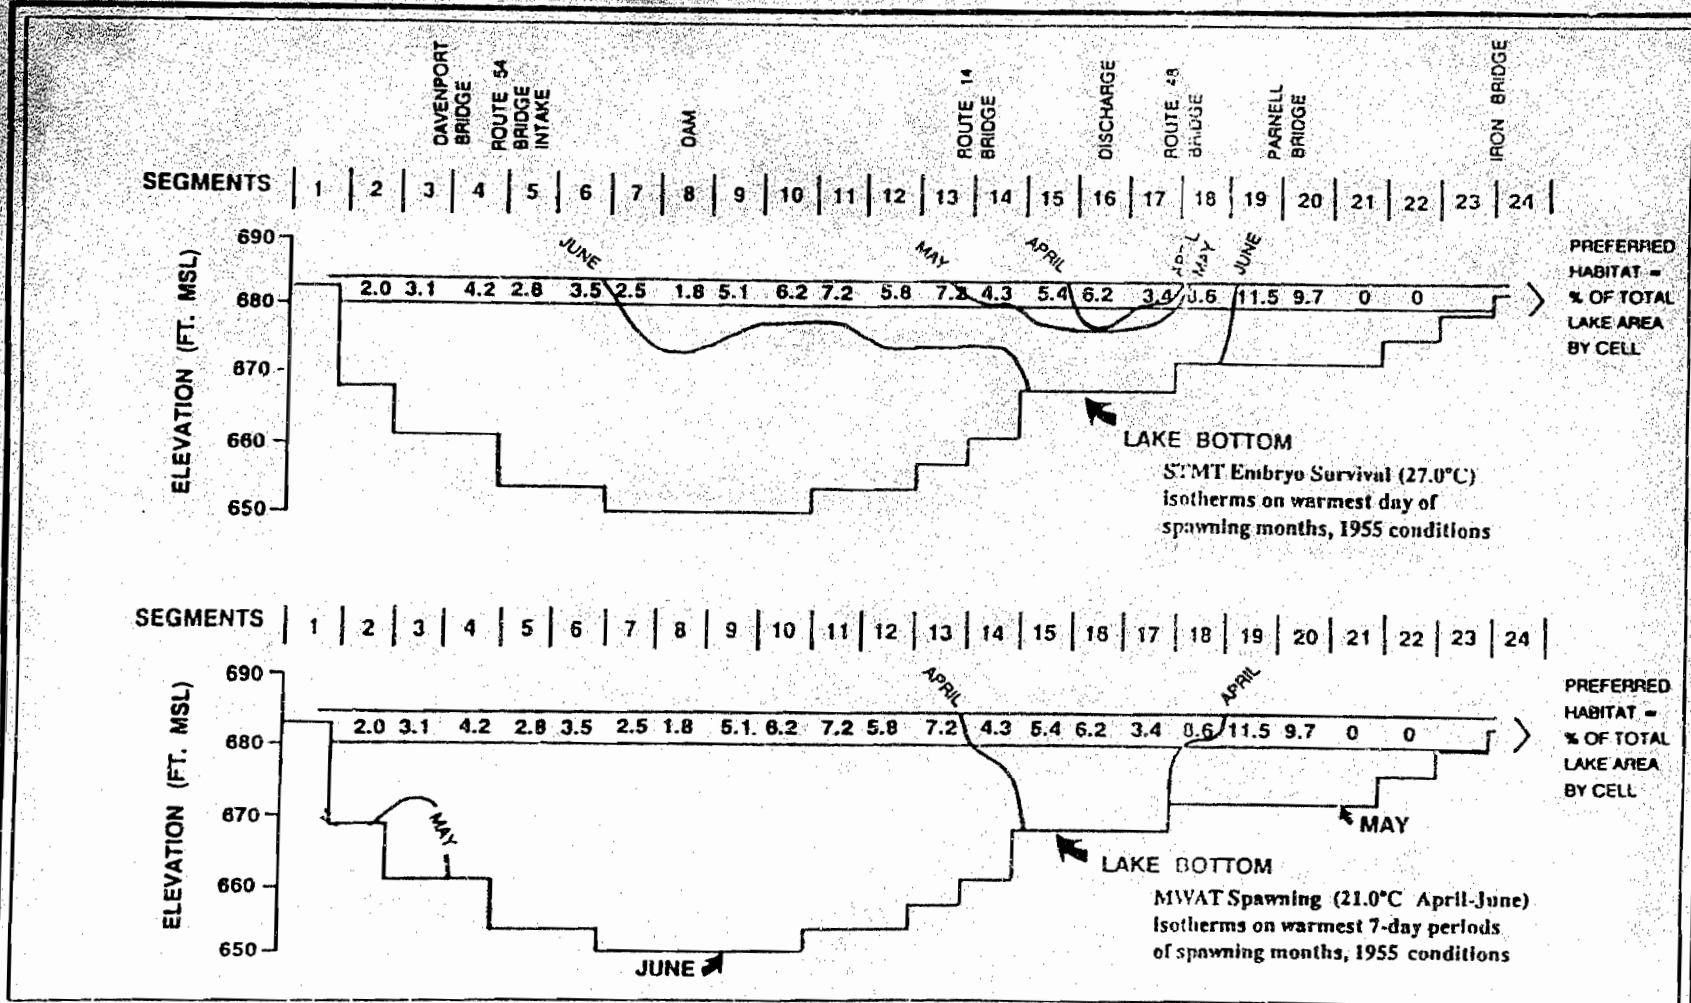 DAVENPORT
BRIDGE
ROUTE 54
BRIDGE
INTAKE
DAM
ROUTE 14
BRIDGE
DISCHARGE
ROUTE 48
BRIDGE
PARNELL
BRIDGE
IRON BRIDGE
SEGMENTS 1 2 3 4 5 6 7 8 9 10 11 12 13 14 15 16 17 18 19 20 21 22 23 24
ELEVATION (FT. MSL)
690
680
670
660
650
JUNE MAY APRIL APRIL MAY JUNE
2.0 3.1 4.2 2.8 3.5 2.5 1.8 5.1 6.2 7.2 5.8 7.2 4.3 5.4 6.2 3.4 0.6 11.5 9.7 0 0
PREFERRED
HABITAT =
% OF TOTAL
LAKE AREA
BY CELL
LAKE BOTTOM
STMT Embryo Survival (27.0°C)
isotherms on warmest day of
spawning months, 1955 conditions
SEGMENTS 1 2 3 4 5 6 7 8 9 10 11 12 13 14 15 16 17 18 19 20 21 22 23 24
ELEVATION (FT. MSL)
690
680
670
660
650
APRIL APRIL
2.0 3.1 4.2 2.8 3.5 2.5 1.8 5.1 6.2 7.2 5.8 7.2 4.3 5.4 6.2 3.4 0.6 11.5 9.7 0 0
PREFERRED
HABITAT =
% OF TOTAL
LAKE AREA
BY CELL
MAY
MAY
LAKE BOTTOM
MWAT Spawning (21.0°C April-June)
Isotherms on warmest 7-day periods
of spawning months, 1955 conditions
JUNE